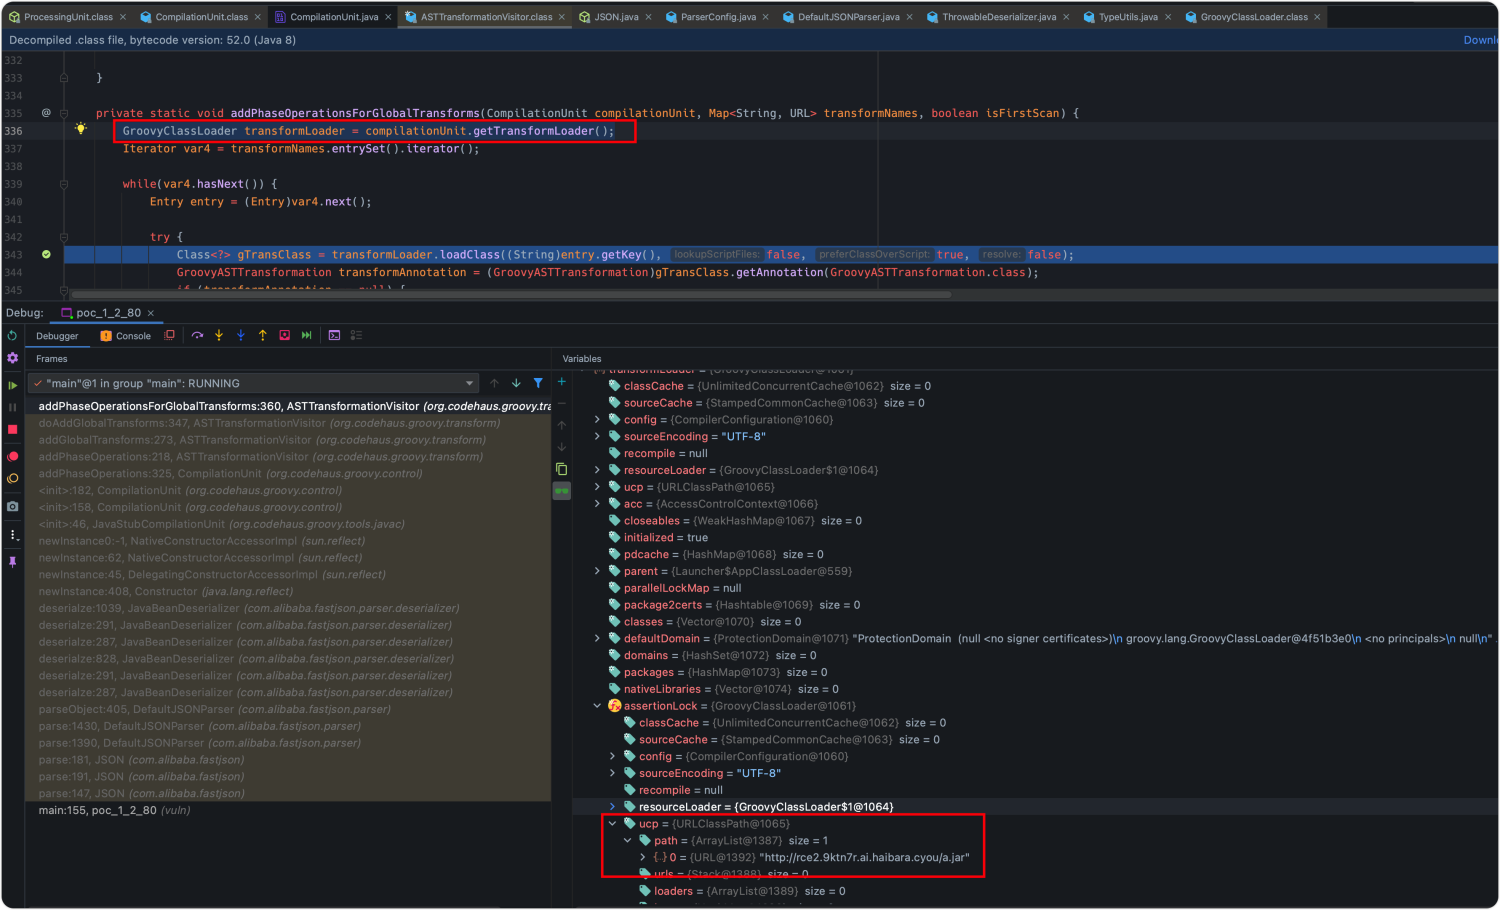 ProcessingUnit.class × CompilationUnit.class × CompilationUnit.java × ASTTransformationVisitor.class × JSON.java × ParserConfig.java × DefaultJSONParser.java × ThrowableDeserializer.java × TypeUtils.java × GroovyClassLoader.class ×
Decompiled .class file, bytecode version: 52.0 (Java 8) Downlo
332
333 }
334
335 @ private static void addPhaseOperationsForGlobalTransforms(CompilationUnit compilationUnit, Map<String, URL> transformNames, boolean isFirstScan) {
336 GroovyClassLoader transformLoader = compilationUnit.getTransformLoader();
337 Iterator var4 = transformNames.entrySet().iterator();
338
339 while(var4.hasNext()) {
340 Entry entry = (Entry)var4.next();
341
342 try {
343 Class<?> gTransClass = transformLoader.loadClass((String)entry.getKey(), lookupScriptFiles: false, preferClassOverScript: true, resolve: false);
344 GroovyASTTransformation transformAnnotation = (GroovyASTTransformation)gTransClass.getAnnotation(GroovyASTTransformation.class);
345 if (transformAnnotation == null) {
Debug: poc_1_2_80 ×
Debugger Console
Frames
"main"@1 in group "main": RUNNING
addPhaseOperationsForGlobalTransforms:360, ASTTransformationVisitor (org.codehaus.groovy.tra
doAddGlobalTransforms:347, ASTTransformationVisitor (org.codehaus.groovy.transform)
addGlobalTransforms:273, ASTTransformationVisitor (org.codehaus.groovy.transform)
addPhaseOperations:218, ASTTransformationVisitor (org.codehaus.groovy.transform)
addPhaseOperations:325, CompilationUnit (org.codehaus.groovy.control)
<init>:182, CompilationUnit (org.codehaus.groovy.control)
<init>:158, CompilationUnit (org.codehaus.groovy.control)
<init>:46, JavaStubCompilationUnit (org.codehaus.groovy.tools.javac)
newInstance0:-1, NativeConstructorAccessorImpl (sun.reflect)
newInstance:62, NativeConstructorAccessorImpl (sun.reflect)
newInstance:45, DelegatingConstructorAccessorImpl (sun.reflect)
newInstance:408, Constructor (java.lang.reflect)
deserialze:1039, JavaBeanDeserializer (com.alibaba.fastjson.parser.deserializer)
deserialze:291, JavaBeanDeserializer (com.alibaba.fastjson.parser.deserializer)
deserialze:287, JavaBeanDeserializer (com.alibaba.fastjson.parser.deserializer)
deserialze:828, JavaBeanDeserializer (com.alibaba.fastjson.parser.deserializer)
deserialze:291, JavaBeanDeserializer (com.alibaba.fastjson.parser.deserializer)
deserialze:287, JavaBeanDeserializer (com.alibaba.fastjson.parser.deserializer)
parseObject:405, DefaultJSONParser (com.alibaba.fastjson.parser)
parse:1430, DefaultJSONParser (com.alibaba.fastjson.parser)
parse:1390, DefaultJSONParser (com.alibaba.fastjson.parser)
parse:181, JSON (com.alibaba.fastjson)
parse:191, JSON (com.alibaba.fastjson)
parse:147, JSON (com.alibaba.fastjson)
main:155, poc_1_2_80 (vuln)
Variables
transformLoader = {GroovyClassLoader@1061}
classCache = {UnlimitedConcurrentCache@1062} size = 0
sourceCache = {StampedCommonCache@1063} size = 0
config = {CompilerConfiguration@1060}
sourceEncoding = "UTF-8"
recompile = null
resourceLoader = {GroovyClassLoader$1@1064}
ucp = {URLClassPath@1065}
acc = {AccessControlContext@1066}
closeables = {WeakHashMap@1067} size = 0
initialized = true
pdcache = {HashMap@1068} size = 0
parent = {Launcher$AppClassLoader@559}
parallelLockMap = null
package2certs = {Hashtable@1069} size = 0
classes = {Vector@1070} size = 0
defaultDomain = {ProtectionDomain@1071} "ProtectionDomain (null <no signer certificates>)\n groovy.lang.GroovyClassLoader@4f51b3e0\n <no principals>\n null\n" .
domains = {HashSet@1072} size = 0
packages = {HashMap@1073} size = 0
nativeLibraries = {Vector@1074} size = 0
assertionLock = {GroovyClassLoader@1061}
classCache = {UnlimitedConcurrentCache@1062} size = 0
sourceCache = {StampedCommonCache@1063} size = 0
config = {CompilerConfiguration@1060}
sourceEncoding = "UTF-8"
recompile = null
resourceLoader = {GroovyClassLoader$1@1064}
ucp = {URLClassPath@1065}
path = {ArrayList@1387} size = 1
0 = {URL@1392} "http://rce2.9ktn7r.ai.haibara.cyou/a.jar"
urls = {Stack@1388} size = 0
loaders = {ArrayList@1389} size = 0